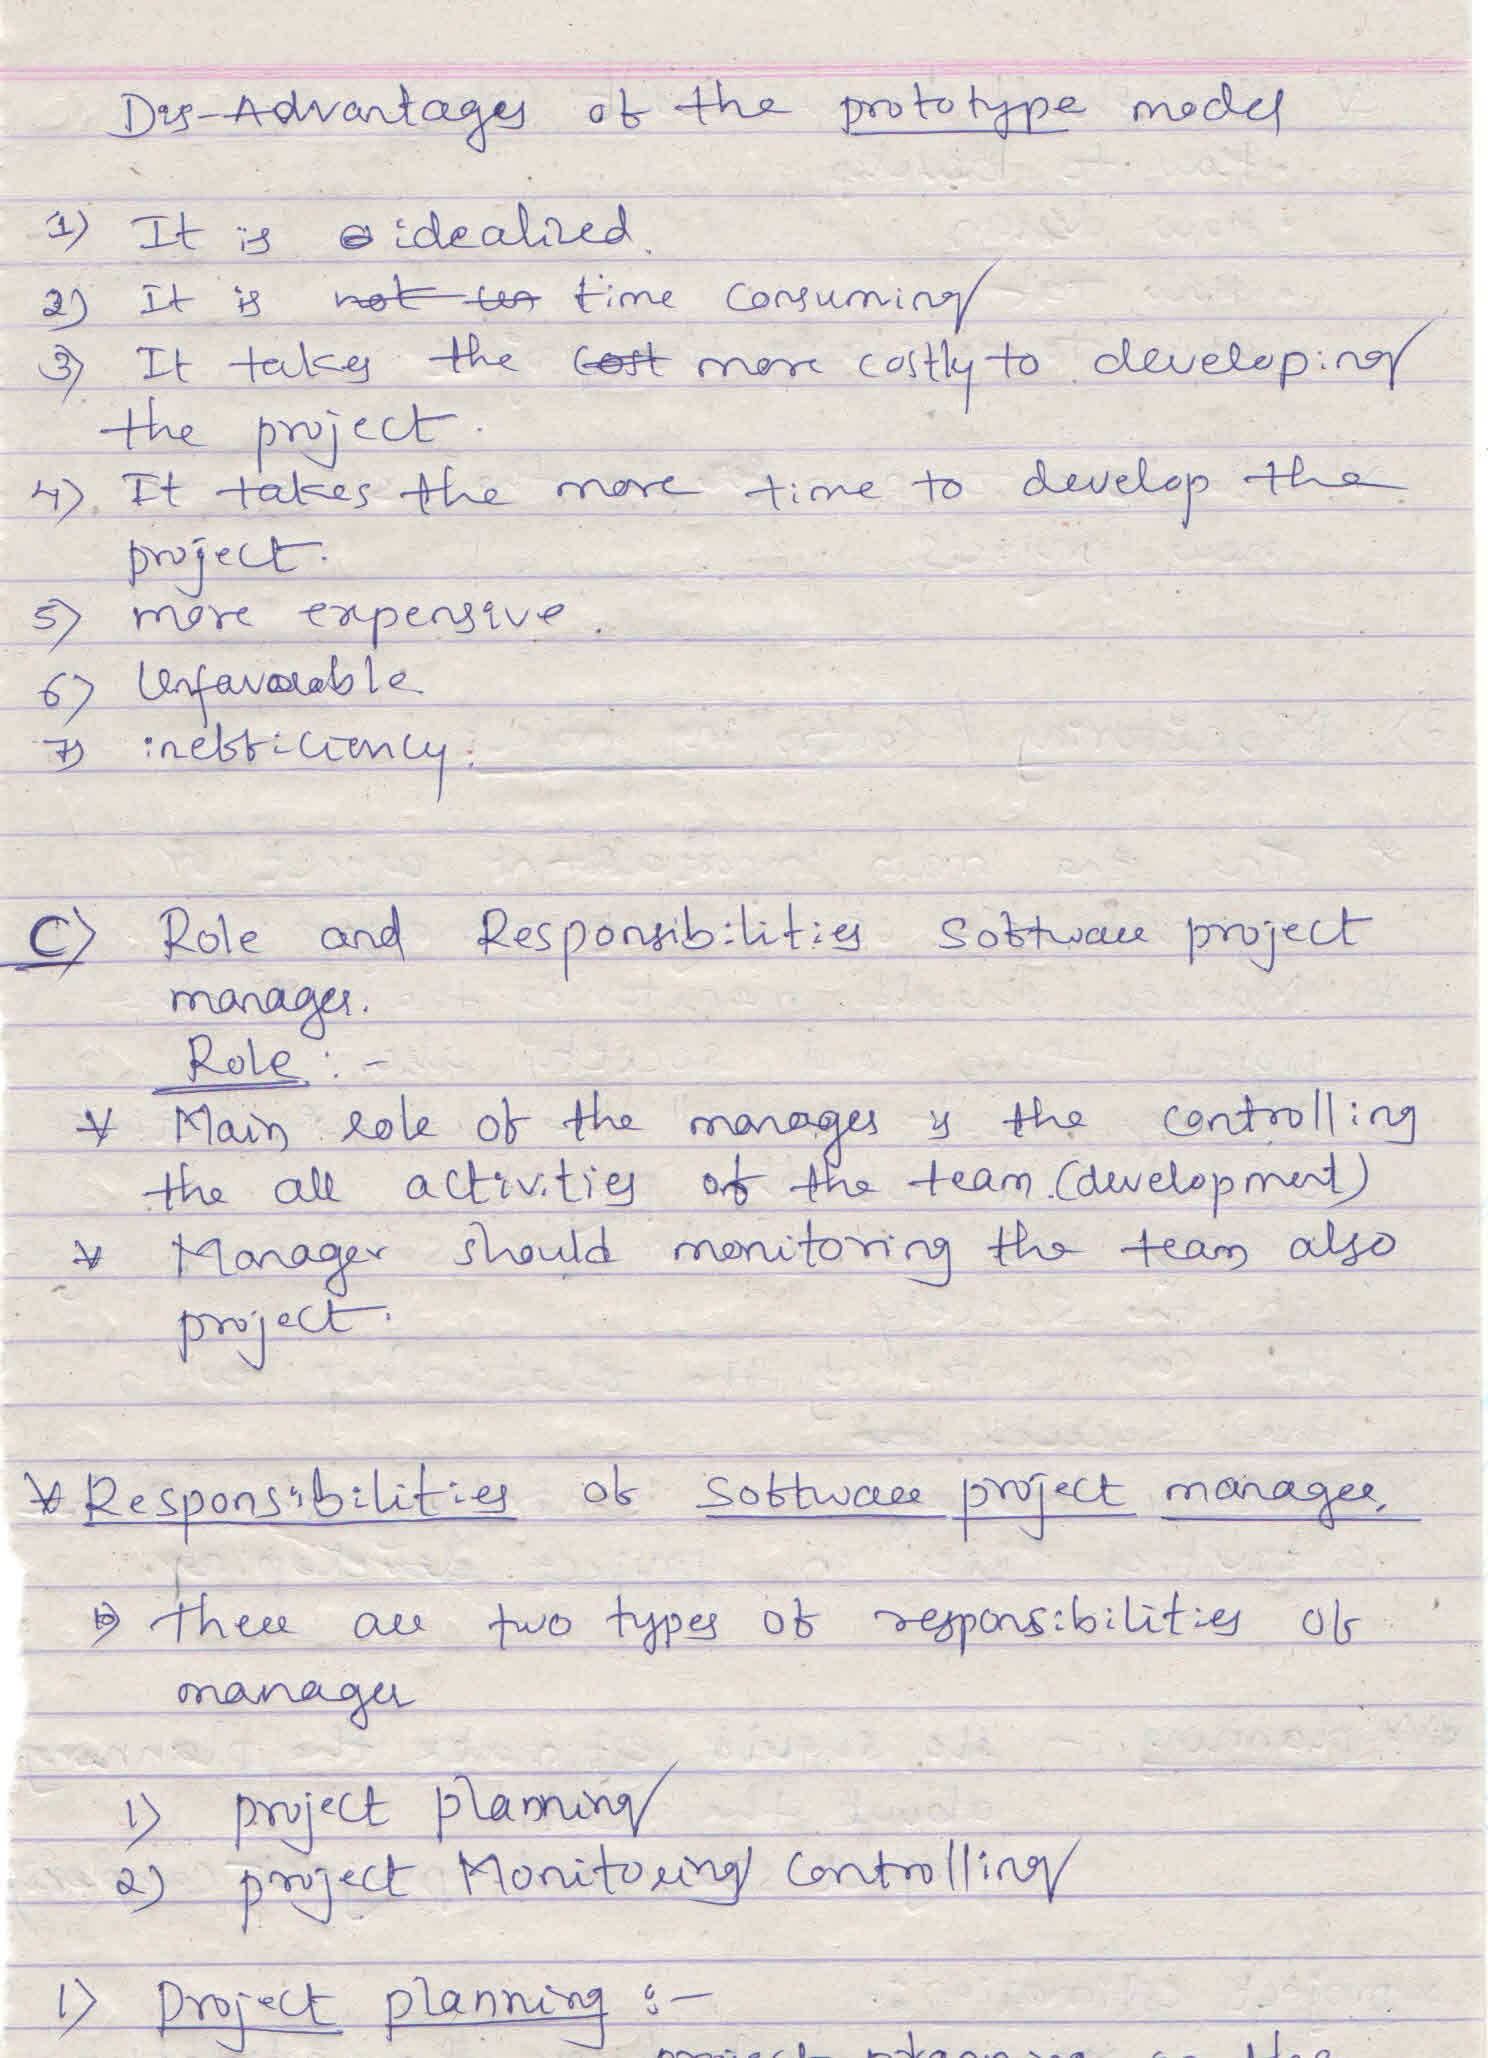 Dis-Advantages of the prototype model
1) It is idealized.
2) It is not time consuming
3) It takes the cost more costly to developing
the project.
4) It takes the more time to develop the
project.
5) more expensive.
6) Unfavourable
7) inefficiency.
C) Role and Responsibilities Software project
manager.
Role :-
* Main role of the manager is the controlling
the all activities of the team (development)
* Manager should monitoring the team also
project.
* Responsibilities of Software project manager.
there are two types of responsibilities of
manager
1) project planning
2) project Monitoring controlling
1) Project planning :-
project planning is the